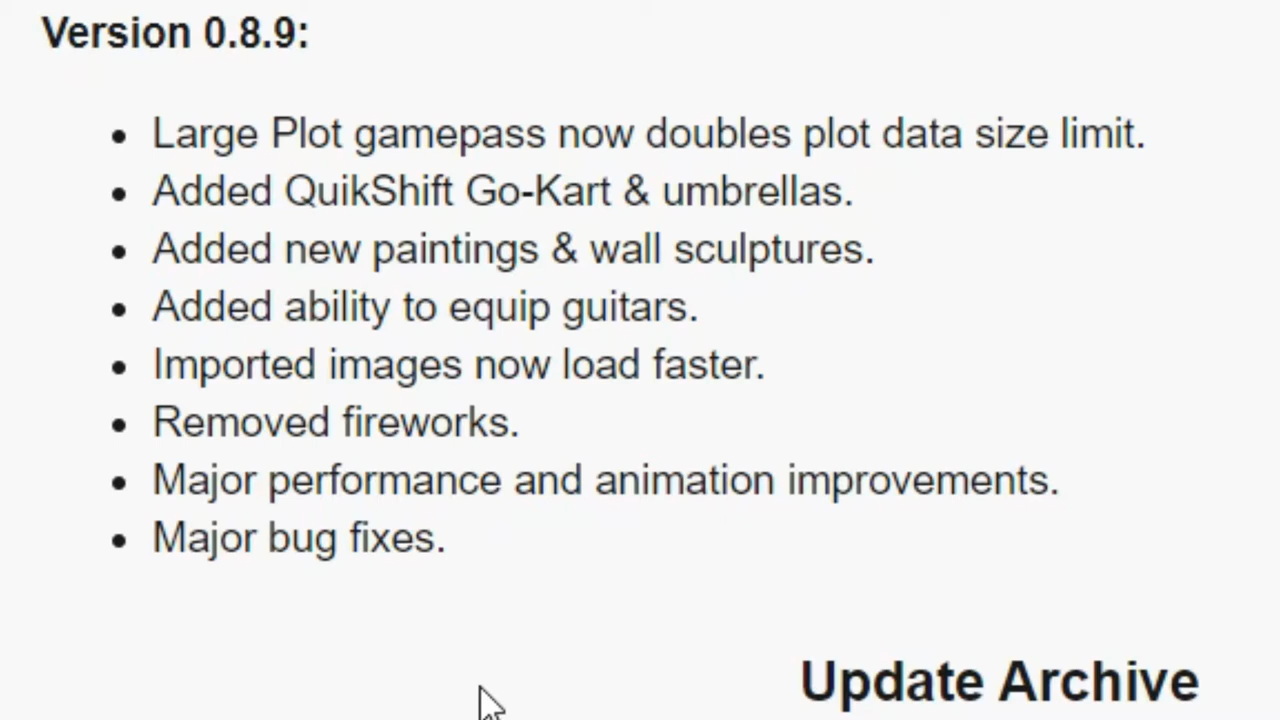 Version 0.8.9:
• Large Plot gamepass now doubles plot data size limit.
• Added QuikShift Go-Kart & umbrellas.
• Added new paintings & wall sculptures.
• Added ability to equip guitars.
• Imported images now load faster.
• Removed fireworks.
• Major performance and animation improvements.
• Major bug fixes.
Update Archive